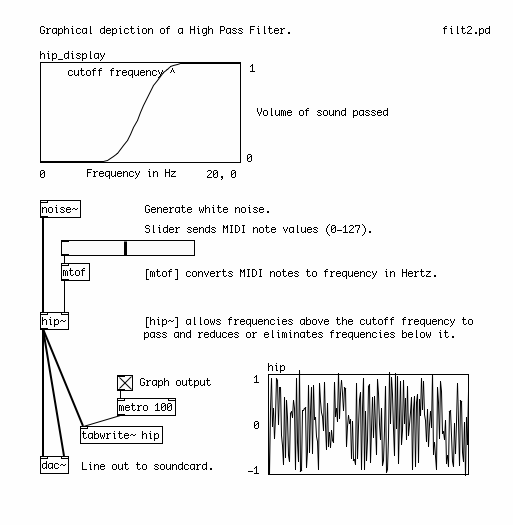 Graphical depiction of a High Pass Filter.
filt2.pd
hip_display
cutoff frequency ^
1
Volume of sound passed
0
0
Frequency in Hz
20, 0
noise~
Generate white noise.
Slider sends MIDI note values (0-127).
mtof
[mtof] converts MIDI notes to frequency in Hertz.
hip~
[hip~] allows frequencies above the cutoff frequency to
pass and reduces or eliminates frequencies below it.
hip
1
Graph output
metro 100
0
tabwrite~ hip
dac~
Line out to soundcard.
-1